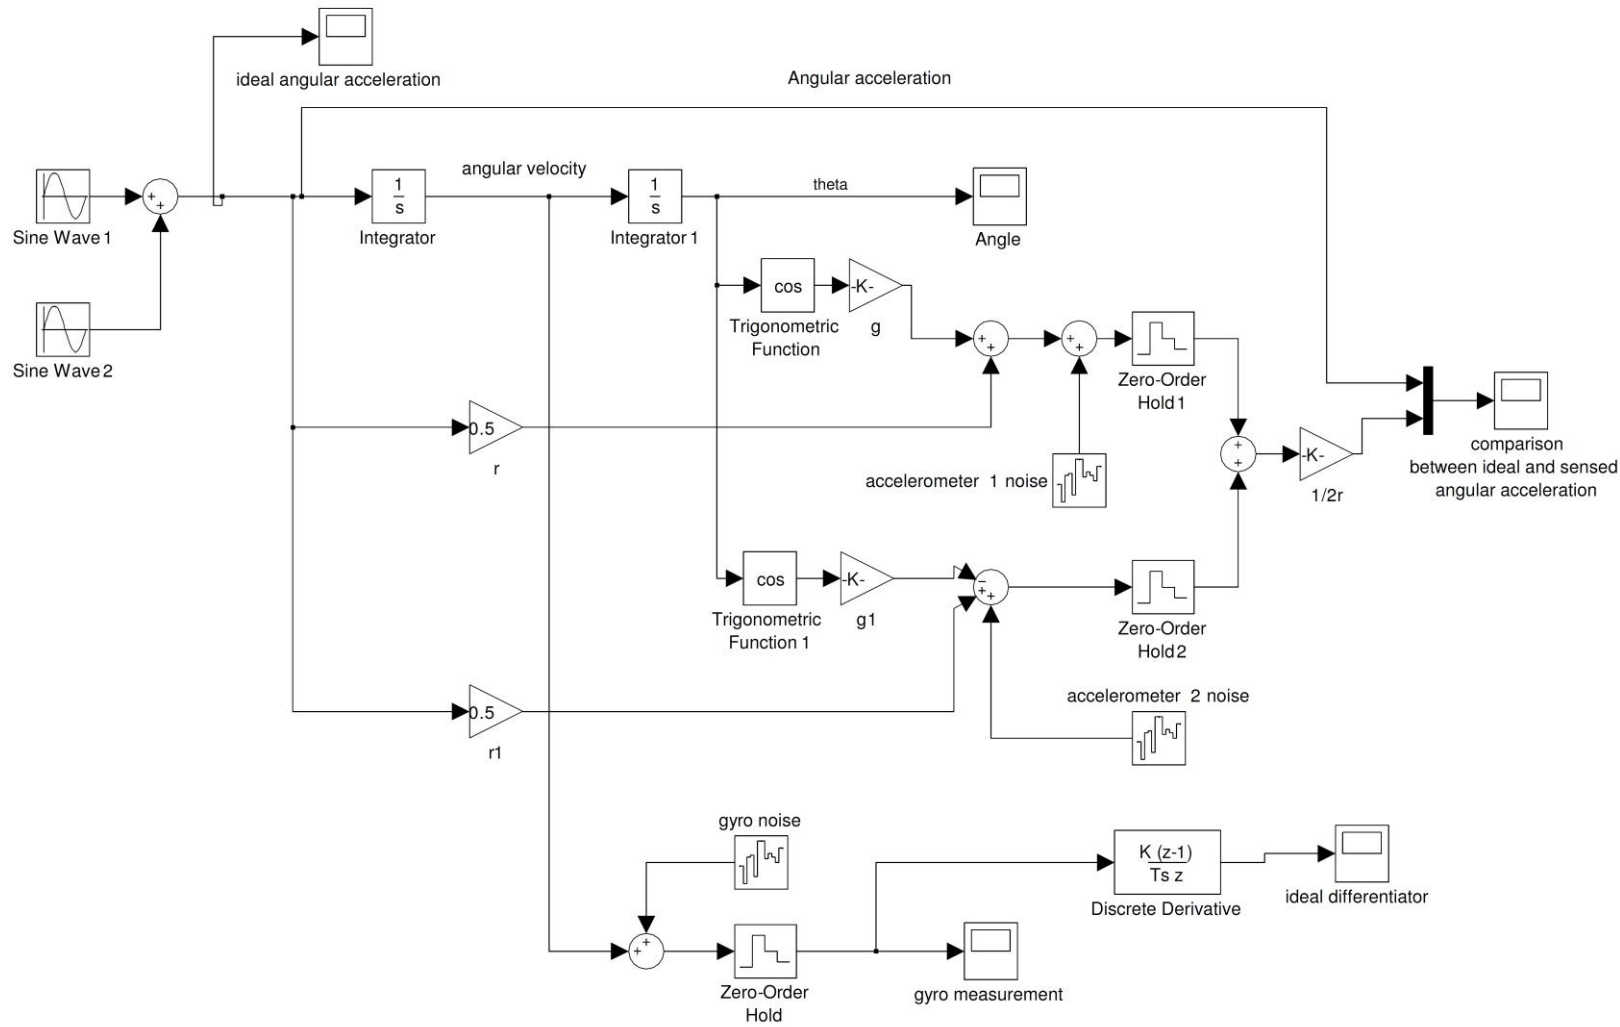 ideal angular acceleration
Angular acceleration
Sine Wave 1
+
+
1
s
Integrator
angular velocity
1
s
Integrator 1
theta
Angle
Sine Wave 2
cos
Trigonometric
Function
-K-
g
+
+
+
+
Zero-Order
Hold 1
0.5
r
accelerometer 1 noise
+
+
-K-
1/2r
comparison
between ideal and sensed
angular acceleration
cos
Trigonometric
Function 1
-K-
g1
−
+
+
Zero-Order
Hold 2
0.5
r1
accelerometer 2 noise
gyro noise
+
+
Zero-Order
Hold
gyro measurement
K (z-1)
Ts z
Discrete Derivative
ideal differentiator